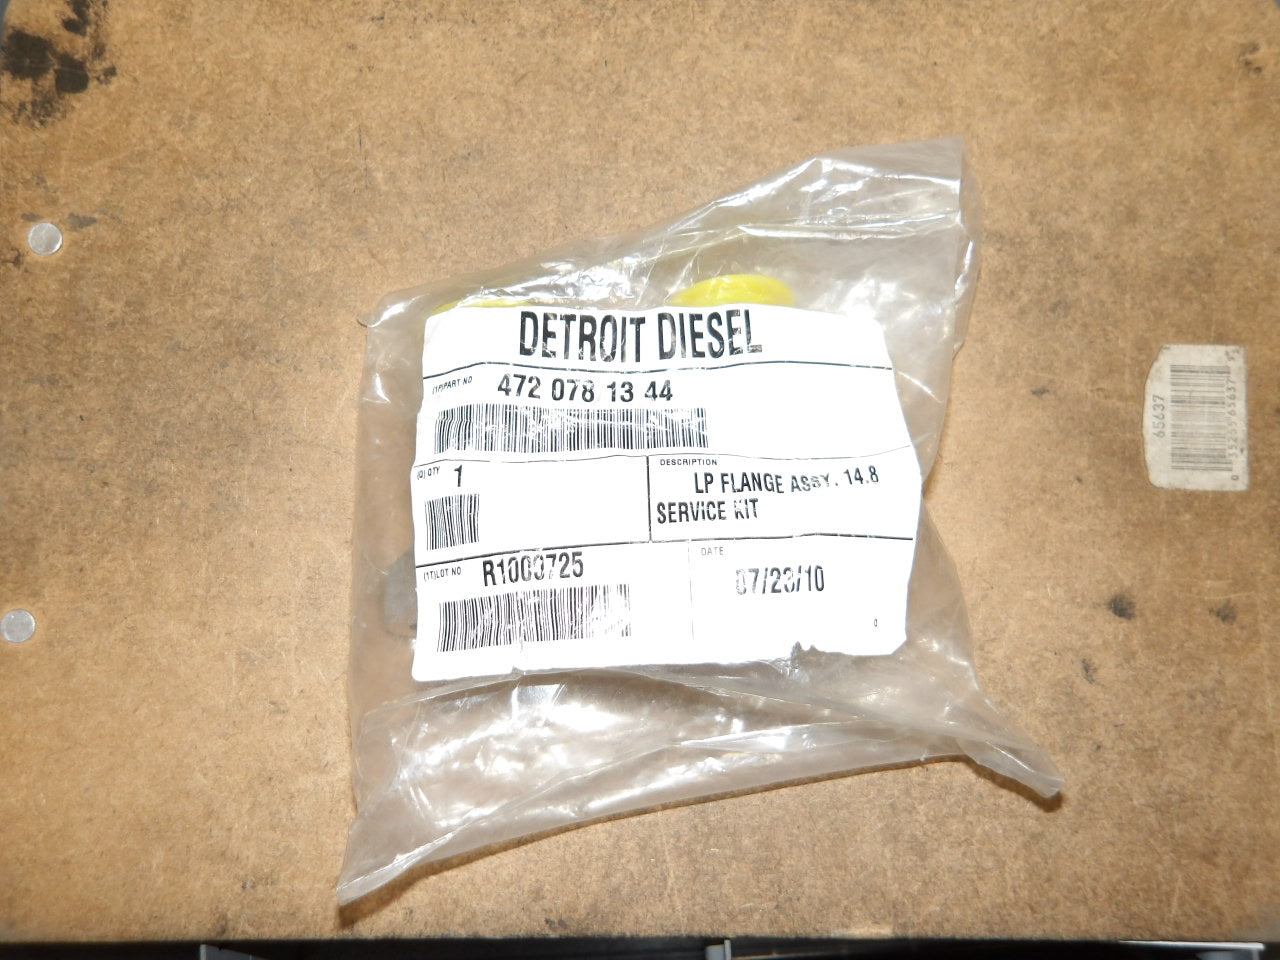 DETROIT DIESEL
(1P)PART NO 472 078 13 44
(Q) QTY 1
DESCRIPTION
LP FLANGE ASSY. 14.8
SERVICE KIT
(1T)LOT NO R1000725
DATE
07/23/10
0
65637